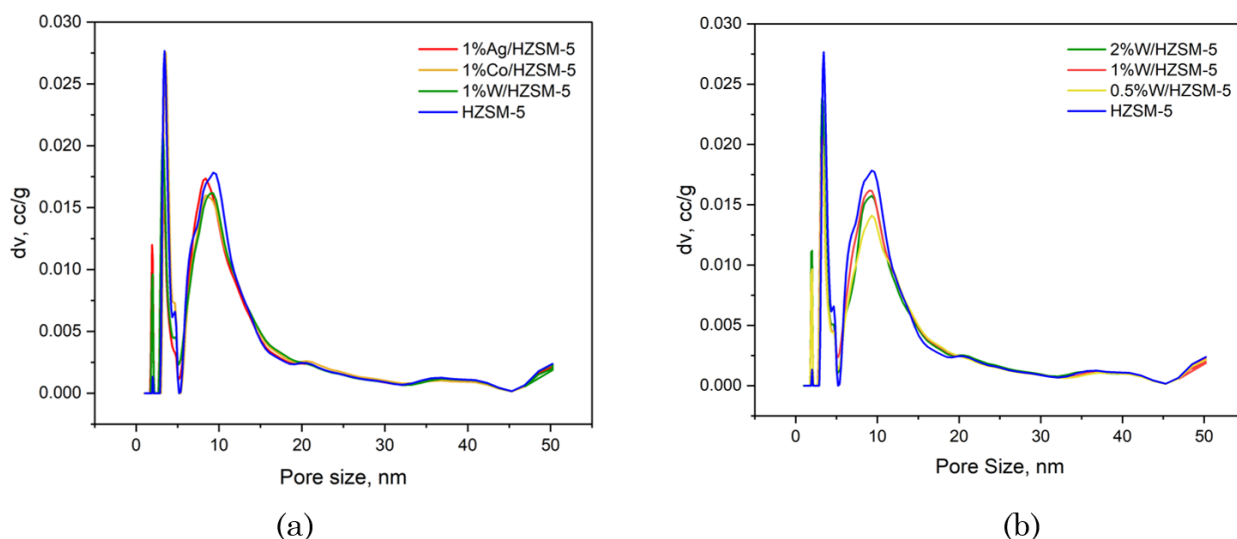 0.030
0.025
0.020
0.015
0.010
0.005
0.000
dv, cc/g
1%Ag/HZSM-5
1%Co/HZSM-5
1%W/HZSM-5
HZSM-5
0 10 20 30 40 50
Pore size, nm
(a)
0.030
0.025
0.020
0.015
0.010
0.005
0.000
dv, cc/g
2%W/HZSM-5
1%W/HZSM-5
0.5%W/HZSM-5
HZSM-5
0 10 20 30 40 50
Pore Size, nm
(b)